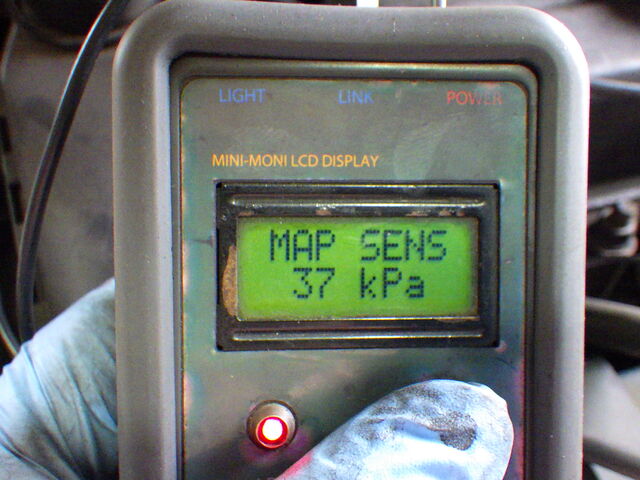 LIGHT LINK POWER
MINI-MONI LCD DISPLAY
MAP SENS
37 kPa